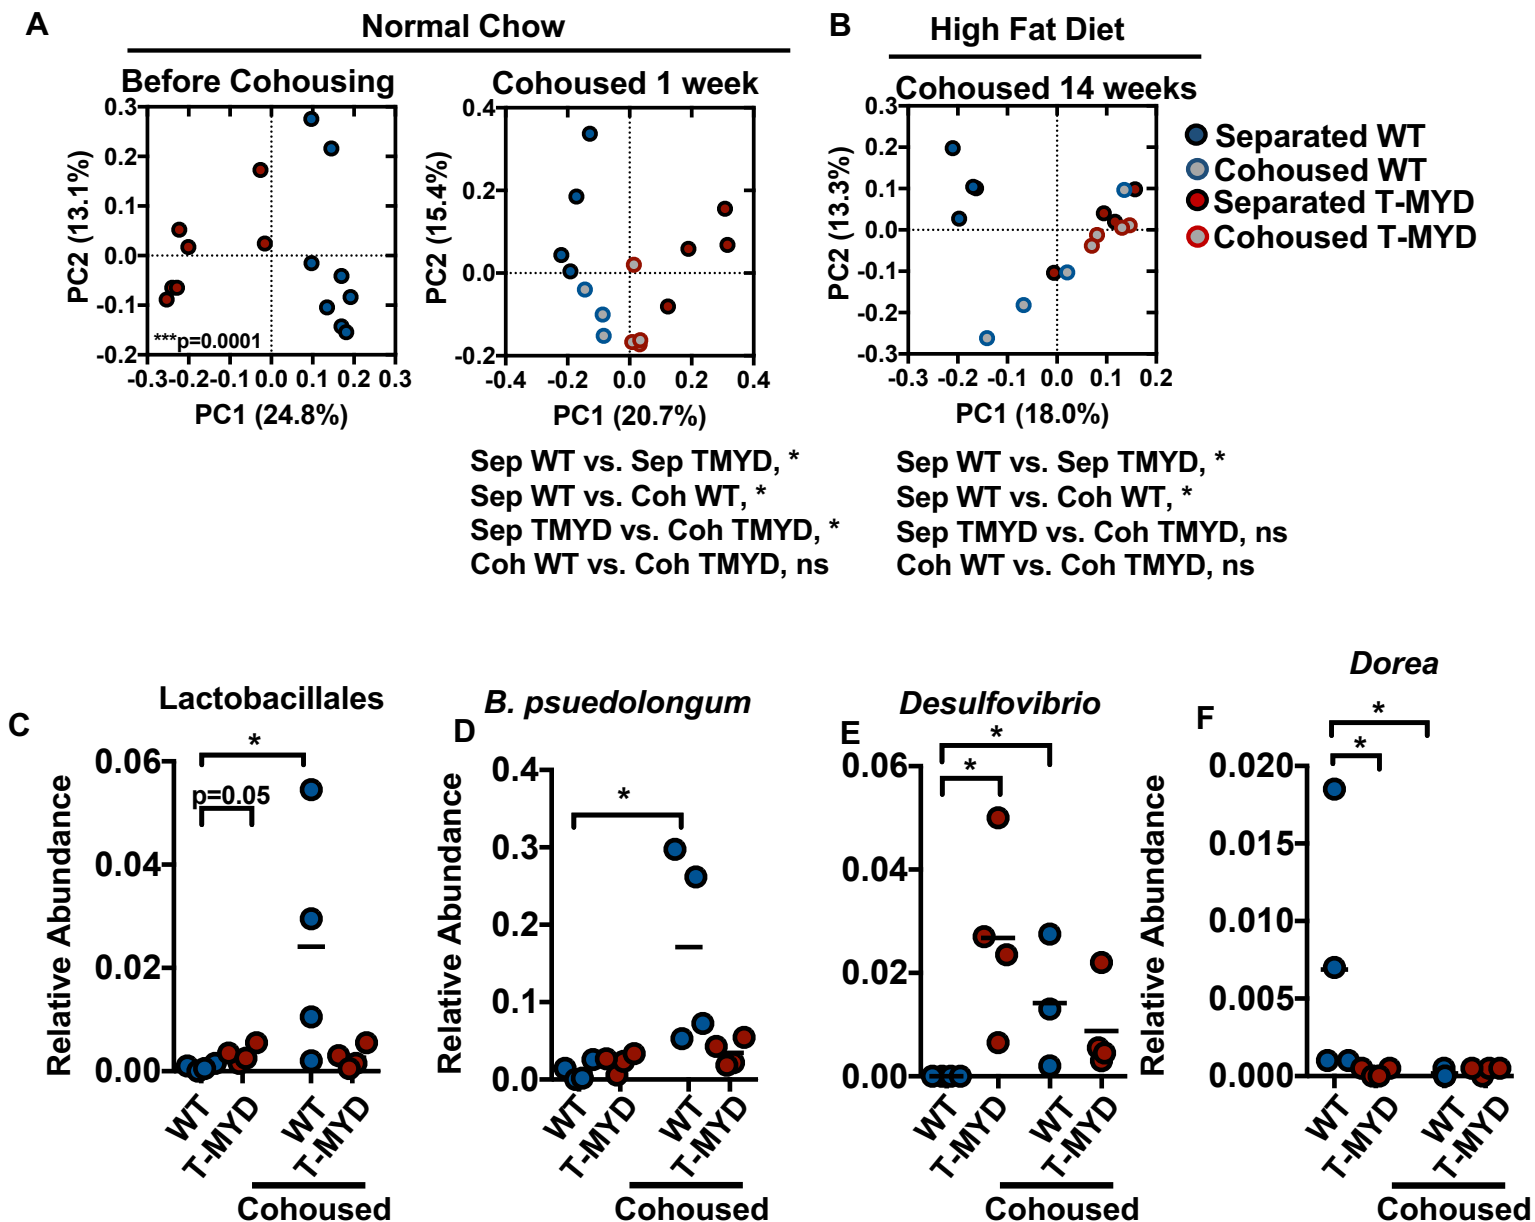 A
Normal Chow
B
High Fat Diet
Before Cohousing
Cohoused 1 week
Cohoused 14 weeks
0.3
0.2
0.1
0.0
-0.1
-0.2
PC2 (13.1%)
***p=0.0001
-0.3
-0.2
-0.1
0.0
0.1
0.2
0.3
PC1 (24.8%)
0.4
0.2
0.0
-0.2
PC2 (15.4%)
-0.4
-0.2
0.0
0.2
0.4
PC1 (20.7%)
0.3
0.2
0.1
0.0
-0.1
-0.2
-0.3
PC2 (13.3%)
-0.3
-0.2
-0.1
0.0
0.1
0.2
PC1 (18.0%)
Separated WT
Cohoused WT
Separated T-MYD
Cohoused T-MYD
Sep WT vs. Sep TMYD, *
Sep WT vs. Coh WT, *
Sep TMYD vs. Coh TMYD, *
Coh WT vs. Coh TMYD, ns
Sep WT vs. Sep TMYD, *
Sep WT vs. Coh WT, *
Sep TMYD vs. Coh TMYD, ns
Coh WT vs. Coh TMYD, ns
C
Lactobacillales
*
p=0.05
Relative Abundance
0.06
0.04
0.02
0.00
WT
T-MYD
WT
T-MYD
Cohoused
D
B. psuedolongum
*
Relative Abundance
0.4
0.3
0.2
0.1
0.0
WT
T-MYD
WT
T-MYD
Cohoused
E
Desulfovibrio
*
*
0.06
0.04
0.02
0.00
WT
T-MYD
WT
T-MYD
Cohoused
F
Dorea
*
*
Relative Abundance
0.020
0.015
0.010
0.005
0.000
WT
T-MYD
WT
T-MYD
Cohoused